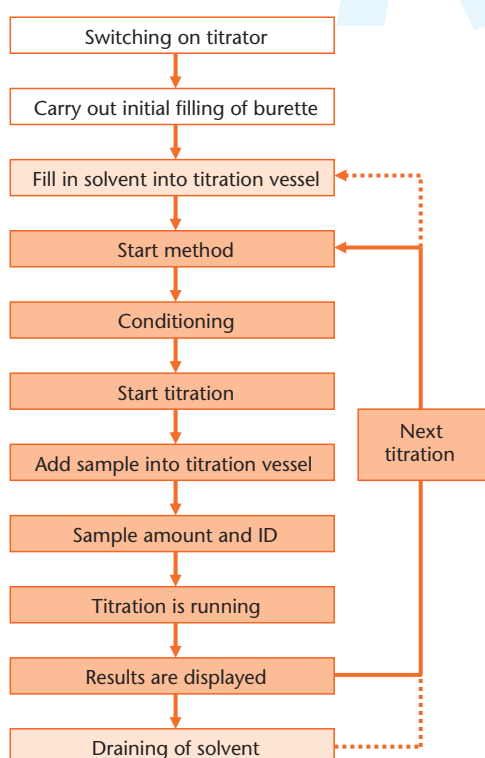 Switching on titrator
Carry out initial filling of burette
Fill in solvent into titration vessel
Start method
Conditioning
Start titration
Add sample into titration vessel
Sample amount and ID
Titration is running
Results are displayed
Draining of solvent
Next
titration